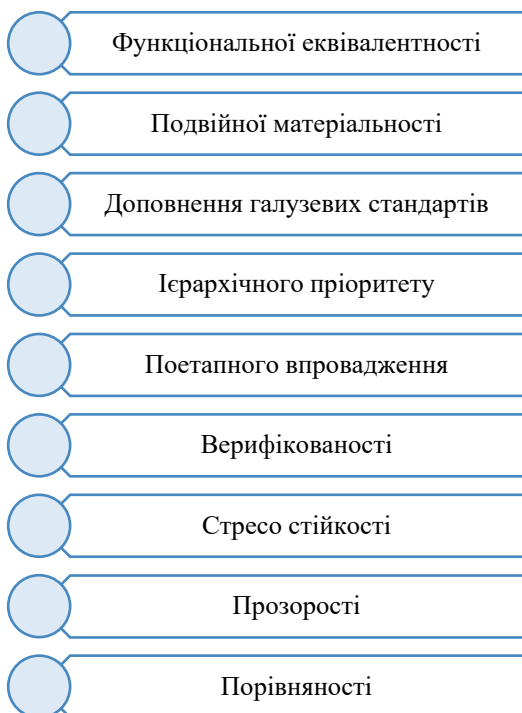 Функціональної еквівалентності
Подвійної матеріальності
Доповнення галузевих стандартів
Ієрархічного пріоритету
Поетапного впровадження
Верифікованості
Стресо стійкості
Прозорості
Порівняності